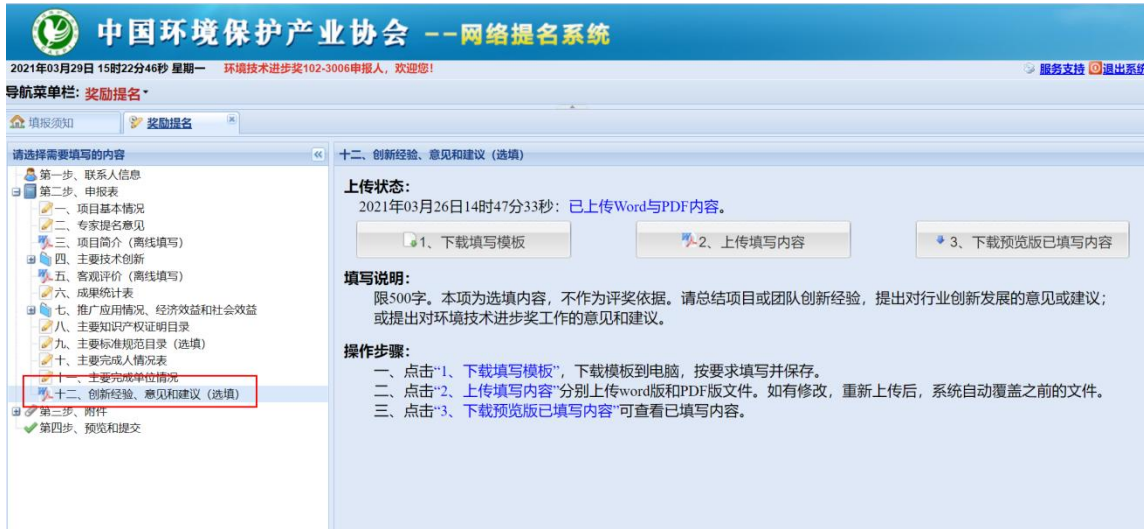 中国环境保护产业协会 --网络提名系统
2021年03月29日 15时22分46秒 星期一 环境技术进步奖102-3006申报人，欢迎您！ 服务支持 退出系统
导航菜单栏: 奖励提名
填报须知 奖励提名
请选择需要填写的内容
第一步、联系人信息
第二步、申报表
一、项目基本情况
二、专家提名意见
三、项目简介（离线填写）
四、主要技术创新
五、客观评价（离线填写）
六、成果统计表
七、推广应用情况、经济效益和社会效益
八、主要知识产权证明目录
九、主要标准规范目录（选填）
十、主要完成人情况表
十一、主要完成单位情况
十二、创新经验、意见和建议（选填）
第三步、附件
第四步、预览和提交
十二、创新经验、意见和建议（选填）
上传状态：
2021年03月26日14时47分33秒：已上传Word与PDF内容。
1、下载填写模板 2、上传填写内容 3、下载预览版已填写内容
填写说明：
限500字。本项为选填内容，不作为评奖依据。请总结项目或团队创新经验，提出对行业创新发展的意见或建议；
或提出对环境技术进步奖工作的意见和建议。
操作步骤：
一、点击“1、下载填写模板”，下载模板到电脑，按要求填写并保存。
二、点击“2、上传填写内容”分别上传word版和PDF版文件。如有修改，重新上传后，系统自动覆盖之前的文件。
三、点击“3、下载预览版已填写内容”可查看已填写内容。